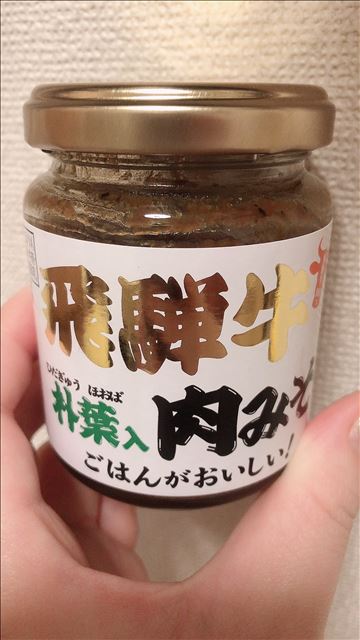 飛騨牛
ひだぎゅう ほおば
朴葉入 肉みそ
ごはんがおいしい!